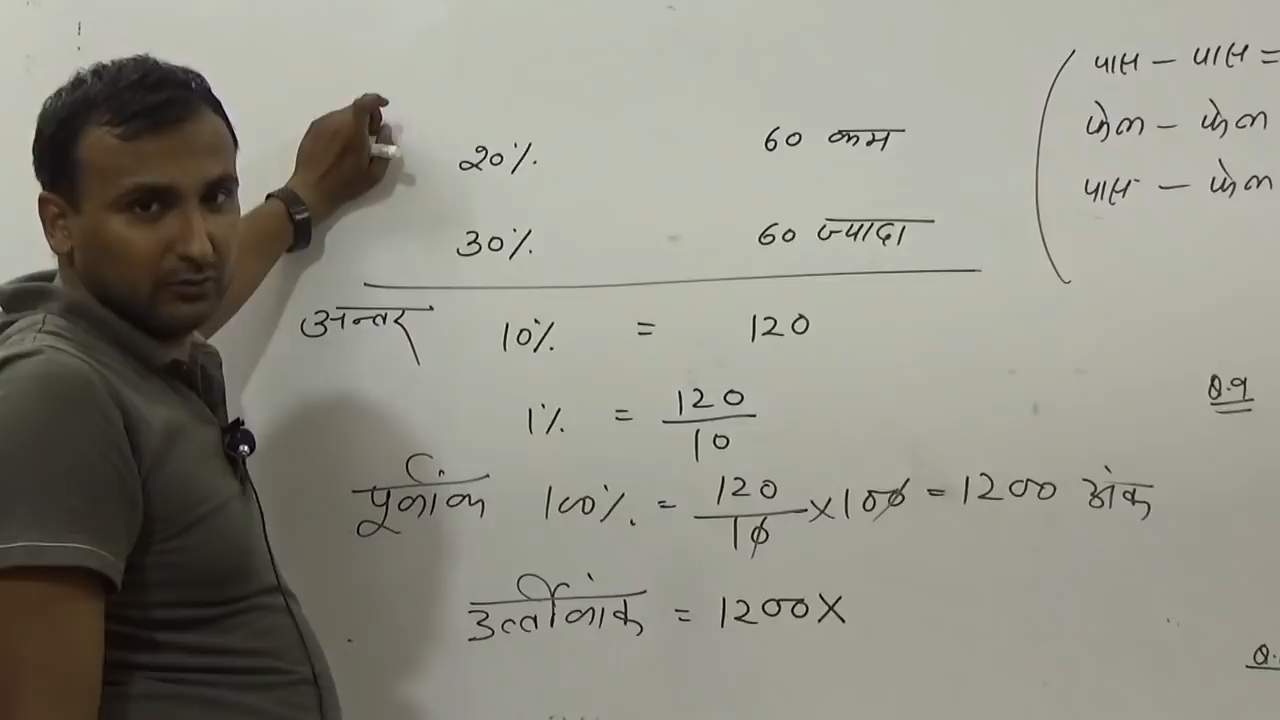 20% 60 कम
30% 60 ज्यादा
अन्तर 10% = 120
1% = 120/10
पूर्णांक 100% = 120/10 × 100 = 1200 अंक
उत्तीर्णांक = 1200 ×
पास – पास =
फेल – फेल
पास – फेल
Q.9
Q.